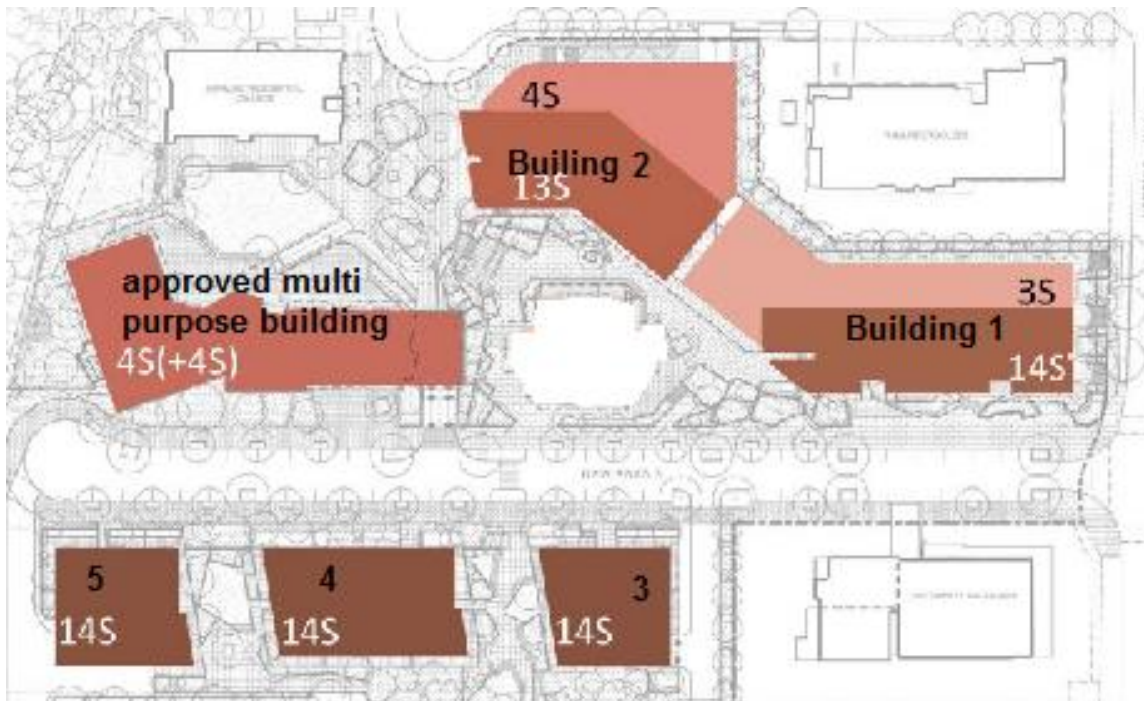 4S
Builing 2
13S
approved multi
purpose building
4S(+4S)
3S
Building 1
14S
5
14S
4
14S
3
14S